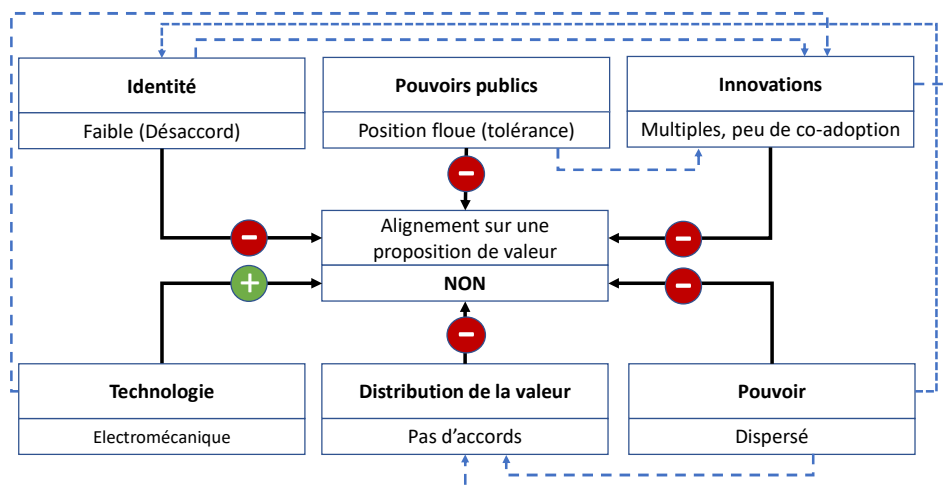 Identité
Faible (Désaccord)
Pouvoirs publics
Position floue (tolérance)
Innovations
Multiples, peu de co-adoption
−
−
Alignement sur une
proposition de valeur
−
+
NON
−
−
Technologie
Electromécanique
Distribution de la valeur
Pas d’accords
Pouvoir
Dispersé